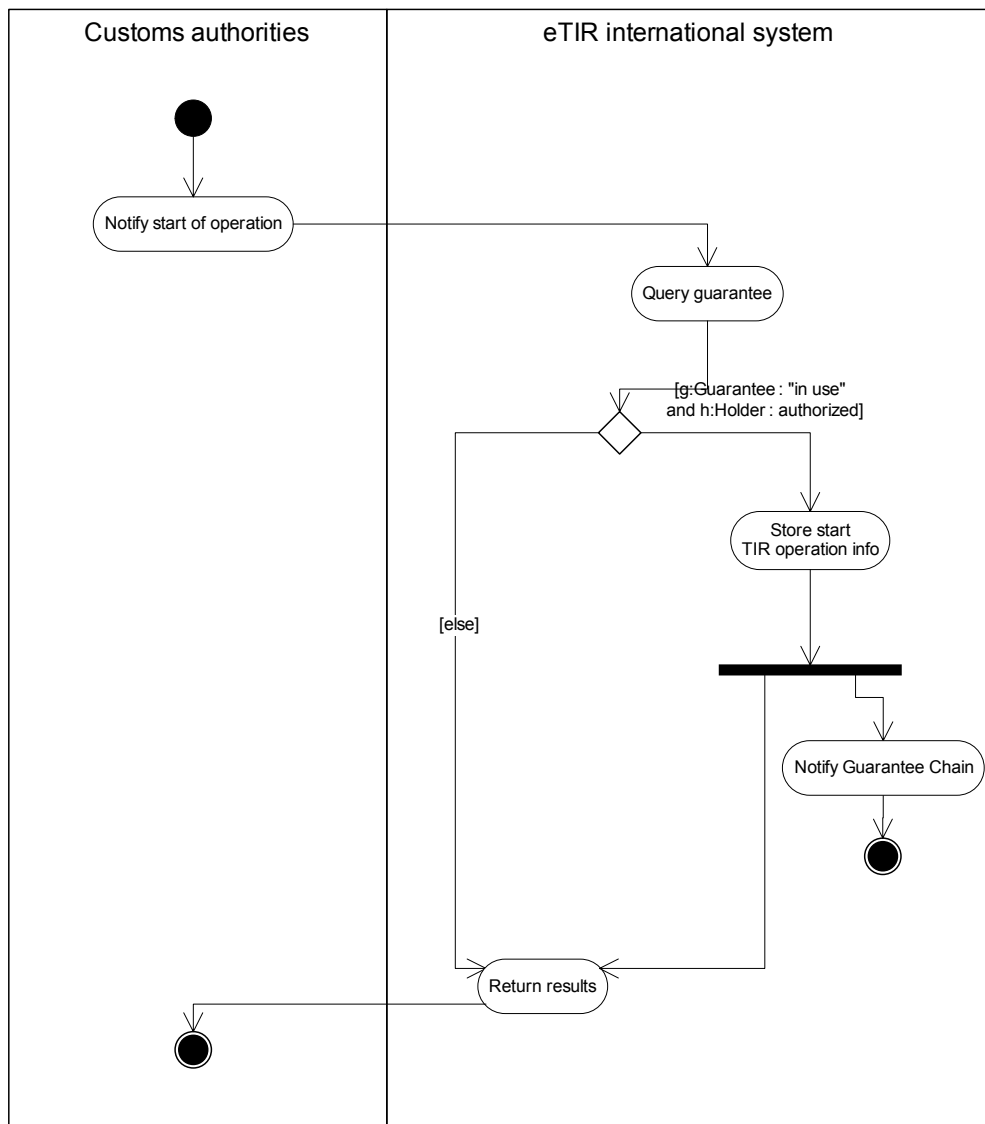 Customs authorities
eTIR international system
Notify start of operation
Query guarantee
[g:Guarantee : "in use"
and h:Holder : authorized]
Store start
TIR operation info
[else]
Notify Guarantee Chain
Return results